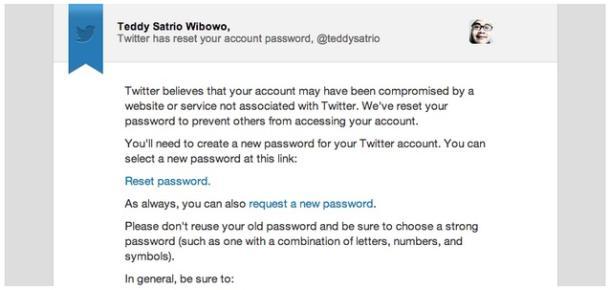 Teddy Satrio Wibowo,
Twitter has reset your account password, @teddysatrio
Twitter believes that your account may have been compromised by a
website or service not associated with Twitter. We've reset your
password to prevent others from accessing your account.
You'll need to create a new password for your Twitter account. You can
select a new password at this link:
Reset password.
As always, you can also request a new password.
Please don't reuse your old password and be sure to choose a strong
password (such as one with a combination of letters, numbers, and
symbols).
In general, be sure to: